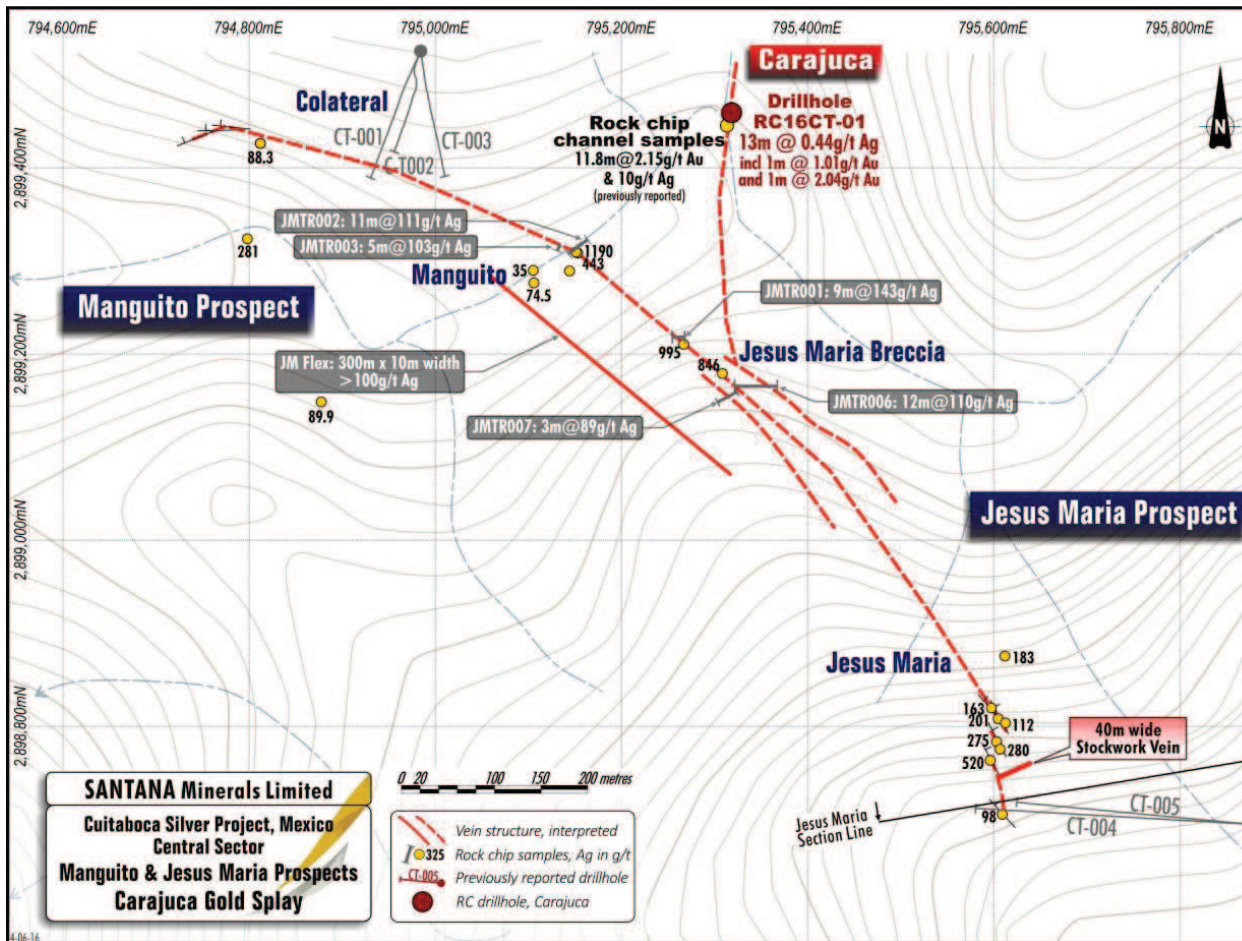 794,600mE
794,800mE
795,000mE
795,200mE
795,400mE
795,600mE
795,800mE
2,899,400mN
2,899,200mN
2,899,000mN
2,898,800mN
Carajuca
Drillhole
RC16CT-01
13m @ 0.44g/t Ag
incl 1m @ 1.01g/t Au
and 1m @ 2.04g/t Au
Rock chip
channel samples
11.8m@2.15g/t Au
& 10g/t Ag
(previously reported)
N
Colateral
CT-001
CT002
CT-003
88.3
281
JMTR002: 11m@111g/t Ag
JMTR003: 5m@103g/t Ag
1190
443
35
74.5
Manguito
Manguito Prospect
JMTR001: 9m@143g/t Ag
995
846
Jesus Maria Breccia
JM Flex: 300m x 10m width
>100g/t Ag
89.9
JMTR006: 12m@110g/t Ag
JMTR007: 3m@89g/t Ag
Jesus Maria Prospect
Jesus Maria
183
163
201
112
275
280
520
98
40m wide
Stockwork Vein
Jesus Maria
Section Line
CT-005
CT-004
SANTANA Minerals Limited
Cuitaboca Silver Project, Mexico
Central Sector
Manguito & Jesus Maria Prospects
Carajuca Gold Splay
0 20 100 150 200 metres
Vein structure, interpreted
325 Rock chip samples, Ag in g/t
CT-005 Previously reported drillhole
RC drillhole, Carajuca
4-06-16